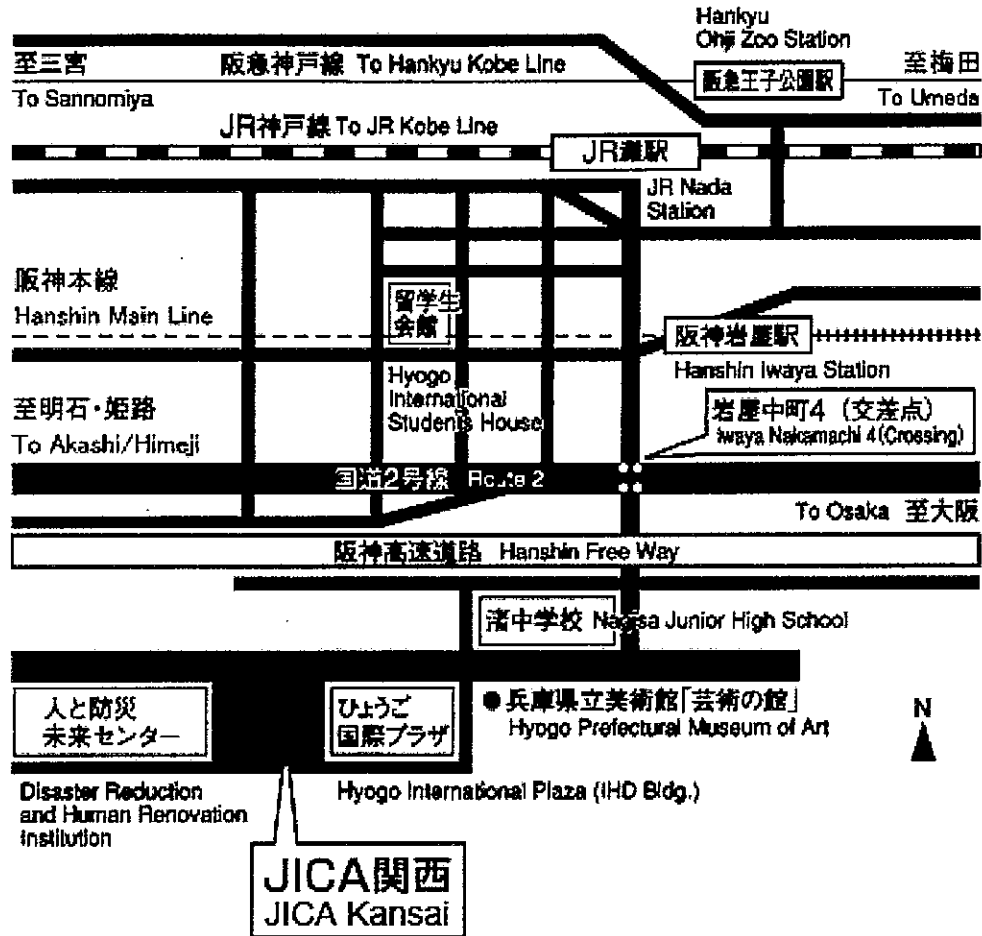 Hankyu
Ohji Zoo Station
至三宮
阪急神戸線 To Hankyu Kobe Line
阪急王子公園駅
至梅田
To Sannomiya
To Umeda
JR神戸線 To JR Kobe Line
JR灘駅
JR Nada
Station
阪神本線
Hanshin Main Line
留学生
会館
阪神岩屋駅
Hanshin Iwaya Station
Hyogo
International
Students House
至明石・姫路
To Akashi/Himeji
岩屋中町4 (交差点)
Iwaya Nakamachi 4(Crossing)
国道2号線 Route 2
To Osaka 至大阪
阪神高速道路 Hanshin Free Way
渚中学校 Nagisa Junior High School
人と防災
未来センター
ひょうご
国際プラザ
●兵庫県立美術館「芸術の館」
Hyogo Prefectural Museum of Art
N
Disaster Reduction
and Human Renovation
Institution
Hyogo International Plaza (IHD Bldg.)
JICA関西
JICA Kansai